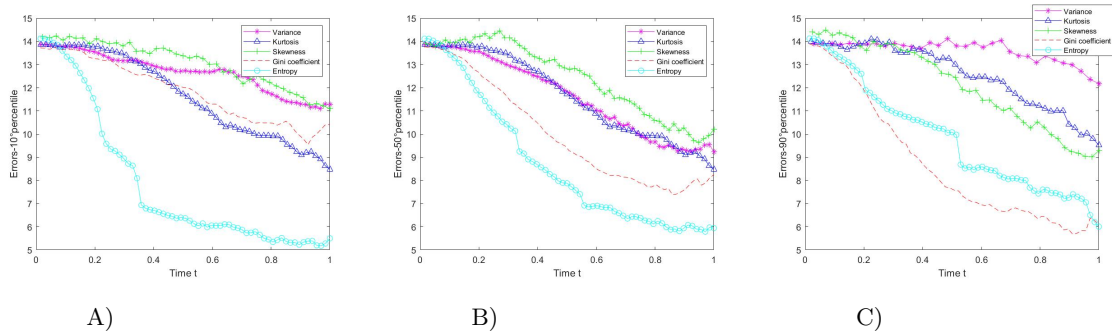 15
14
13
12
11
10
9
8
7
6
5
Errors-10°percentile
0
0.2
0.4
0.6
0.8
1
Time t
Variance
Kurtosis
Skewness
Gini coefficient
Entropy
A)
15
14
13
12
11
10
9
8
7
6
5
Errors-50°percentile
0
0.2
0.4
0.6
0.8
1
Time t
Variance
Kurtosis
Skewness
Gini coefficient
Entropy
B)
15
14
13
12
11
10
9
8
7
6
5
Errors-90°percentile
0
0.2
0.4
0.6
0.8
1
Time t
Variance
Kurtosis
Skewness
Gini coefficient
Entropy
C)